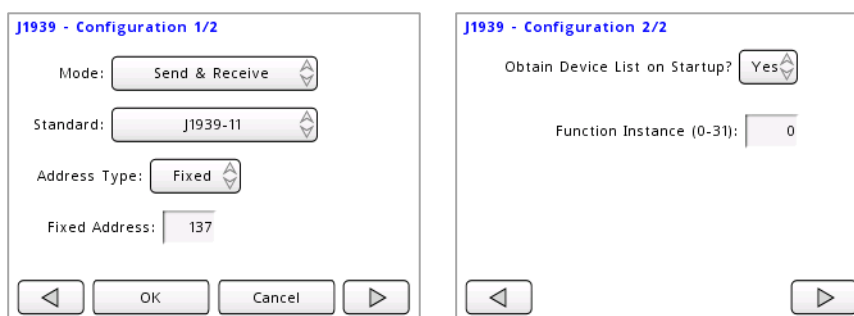 J1939 - Configuration 1/2
Mode: Send & Receive
Standard: J1939-11
Address Type: Fixed
Fixed Address: 137
OK Cancel
J1939 - Configuration 2/2
Obtain Device List on Startup? Yes
Function Instance (0-31): 0